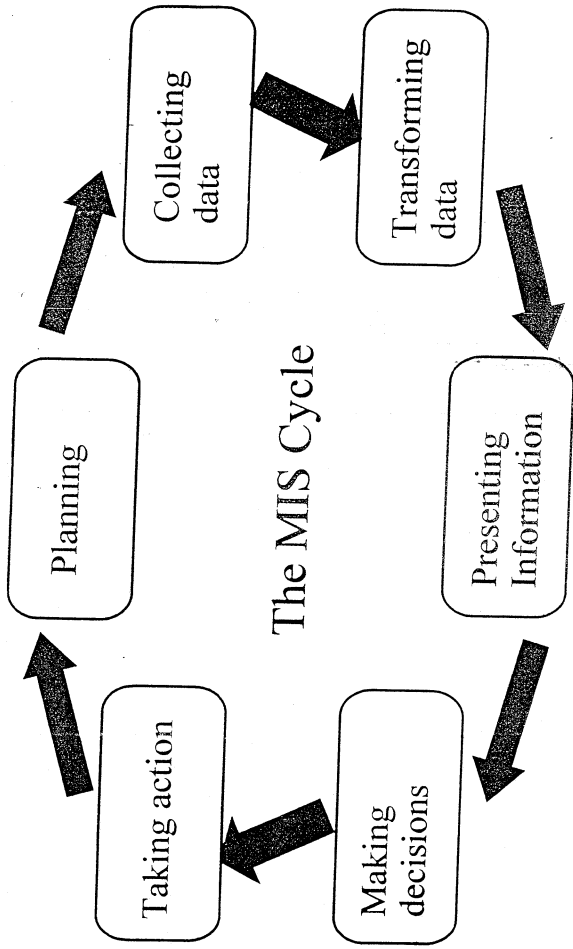 Planning
Collecting
data
Transforming
data
Presenting
Information
Making
decisions
Taking action
The MIS Cycle